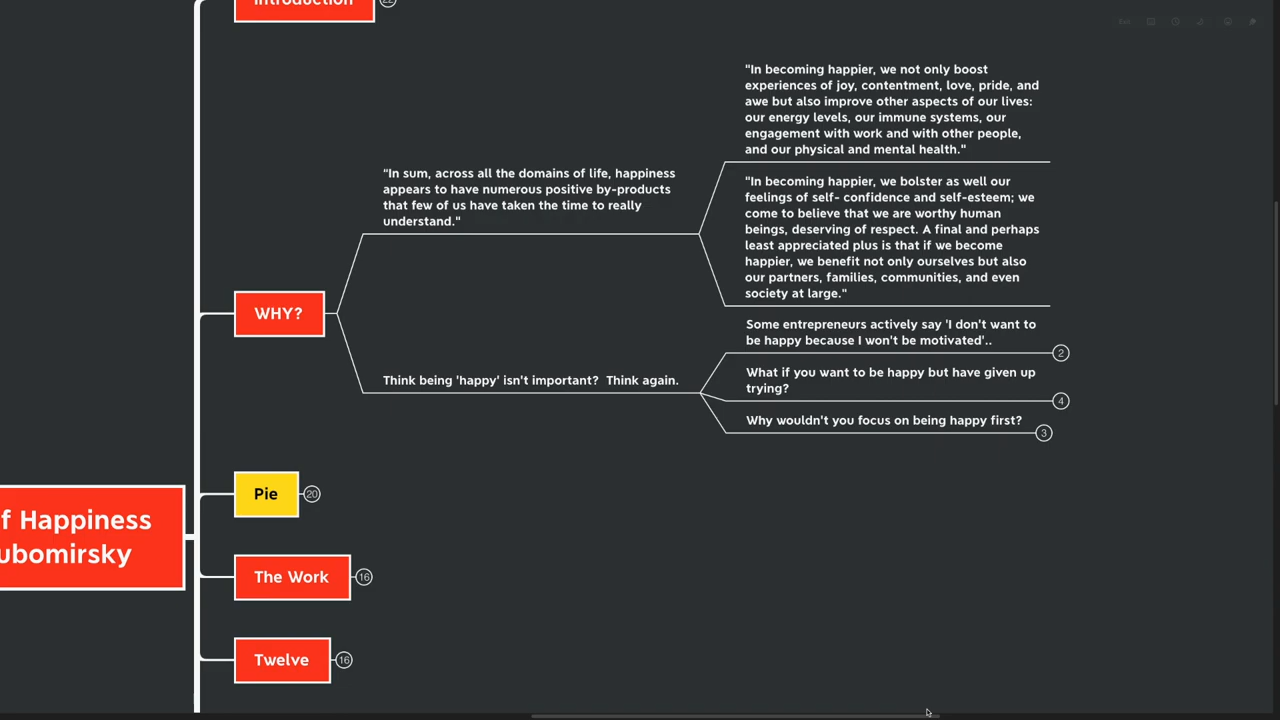 Introduction
22
"In becoming happier, we not only boost
experiences of joy, contentment, love, pride, and
awe but also improve other aspects of our lives:
our energy levels, our immune systems, our
engagement with work and with other people,
and our physical and mental health."
"In sum, across all the domains of life, happiness
appears to have numerous positive by-products
that few of us have taken the time to really
understand."
"In becoming happier, we bolster as well our
feelings of self- confidence and self-esteem; we
come to believe that we are worthy human
beings, deserving of respect. A final and perhaps
least appreciated plus is that if we become
happier, we benefit not only ourselves but also
our partners, families, communities, and even
society at large."
WHY?
Some entrepreneurs actively say 'I don't want to
be happy because I won't be motivated'..
2
Think being 'happy' isn't important?  Think again.
What if you want to be happy but have given up
trying?
4
Why wouldn't you focus on being happy first?
3
Pie
20
f Happiness
ubomirsky
The Work
16
Twelve
16